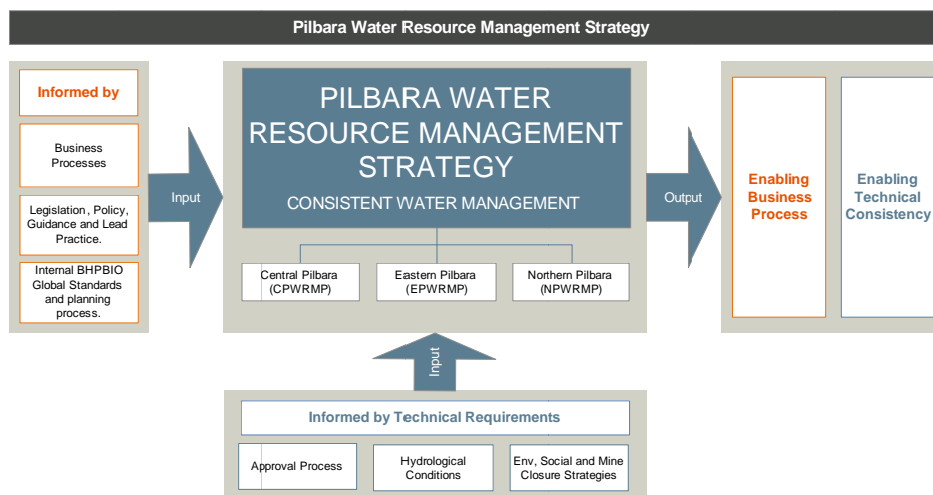 Pilbara Water Resource Management Strategy
Informed by
Business
Processes
Legislation, Policy,
Guidance and Lead
Practice.
Internal BHPBIO
Global Standards
and planning
process.
Input
PILBARA WATER
RESOURCE MANAGEMENT
STRATEGY
CONSISTENT WATER MANAGEMENT
Central Pilbara
(CPWRMP)
Eastern Pilbara
(EPWRMP)
Northern Pilbara
(NPWRMP)
Output
Enabling
Business
Process
Enabling
Technical
Consistency
Input
Informed by Technical Requirements
Approval Process
Hydrological
Conditions
Env, Social and Mine
Closure Strategies